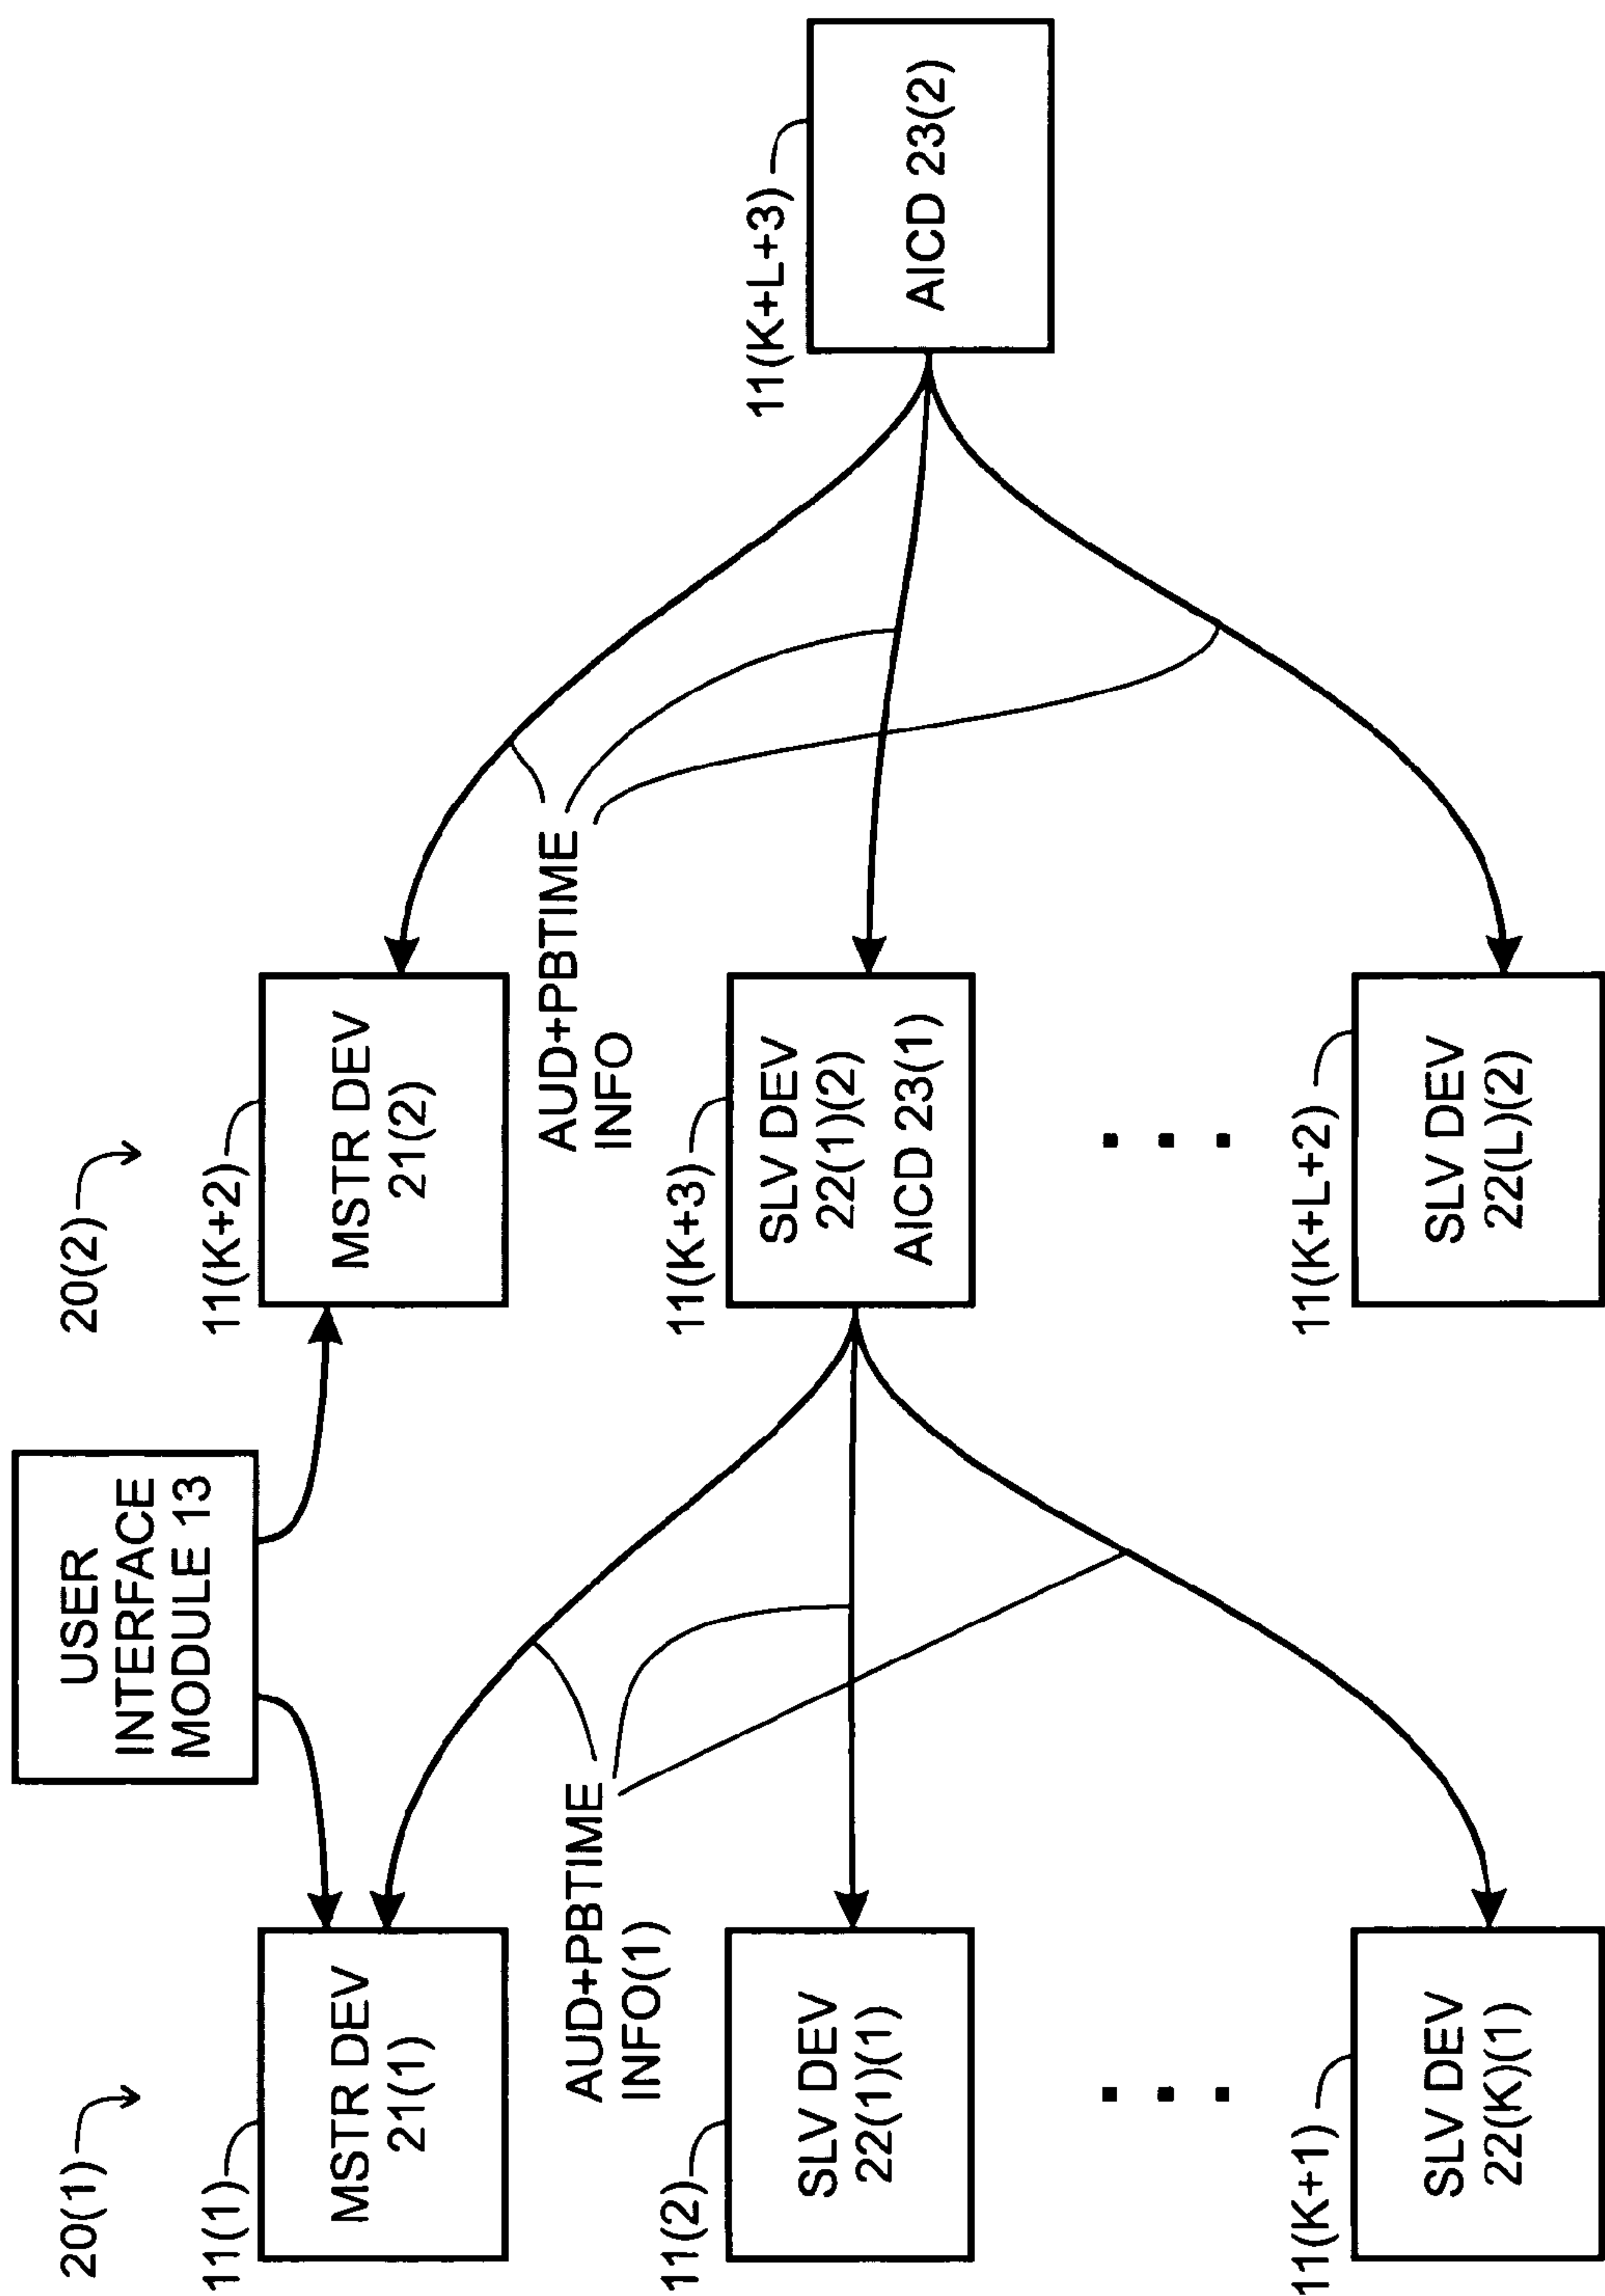 USER
INTERFACE
MODULE 13
20(1)
11(1)
MSTR DEV
21(1)
AUD+PBTIME
INFO(1)
11(2)
SLV DEV
22(1)(1)
. . .
11(K+1)
SLV DEV
22(K)(1)
20(2)
11(K+2)
MSTR DEV
21(2)
AUD+PBTIME
INFO
11(K+3)
SLV DEV
22(1)(2)
AICD 23(1)
. . .
11(K+L+2)
SLV DEV
22(L)(2)
11(K+L+3)
AICD 23(2)